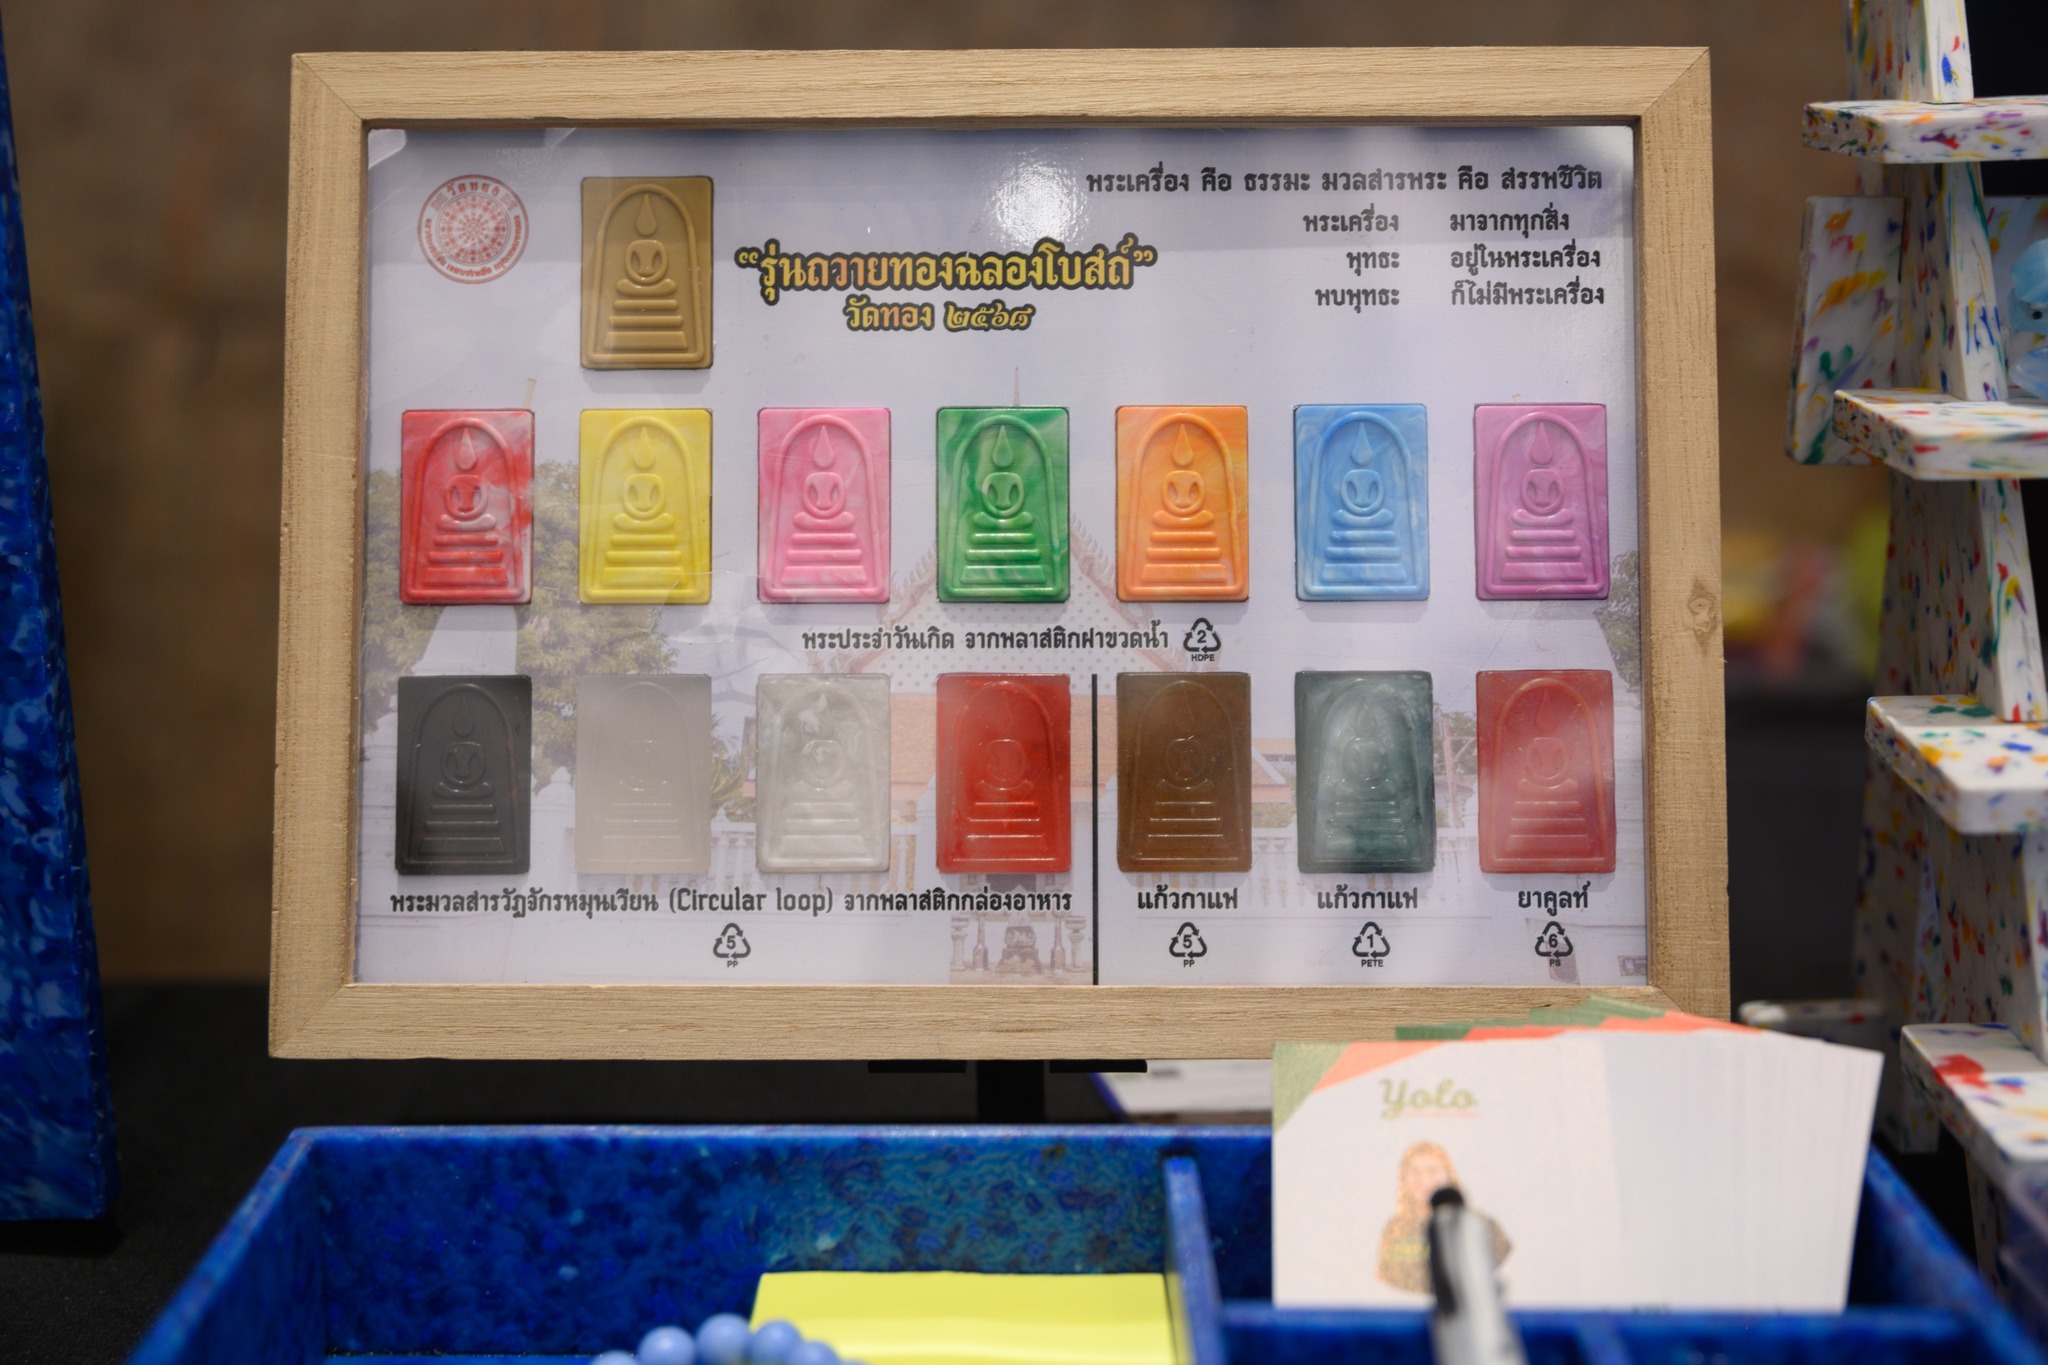 วัดทอง
พระเครื่อง คือ ธรรมะ มวลสารพระ คือ สรรพชีวิต
พระเครื่อง มาจากทุกสิ่ง
พุทธะ อยู่ในพระเครื่อง
พบพุทธะ ก็ไม่มีพระเครื่อง
“รุ่นถวายทองฉลองโบสถ์”
วัดทอง ๒๕๖๘
พระประจำวันเกิด จากพลาสติกฝาขวดน้ำ
2
HDPE
พระมวลสารวัฏจักรหมุนเวียน (Circular loop) จากพลาสติกกล่องอาหาร
5
PP
แก้วกาแฟ
5
PP
แก้วกาแฟ
1
PETE
ยาคูลท์
6
PS
Yolo